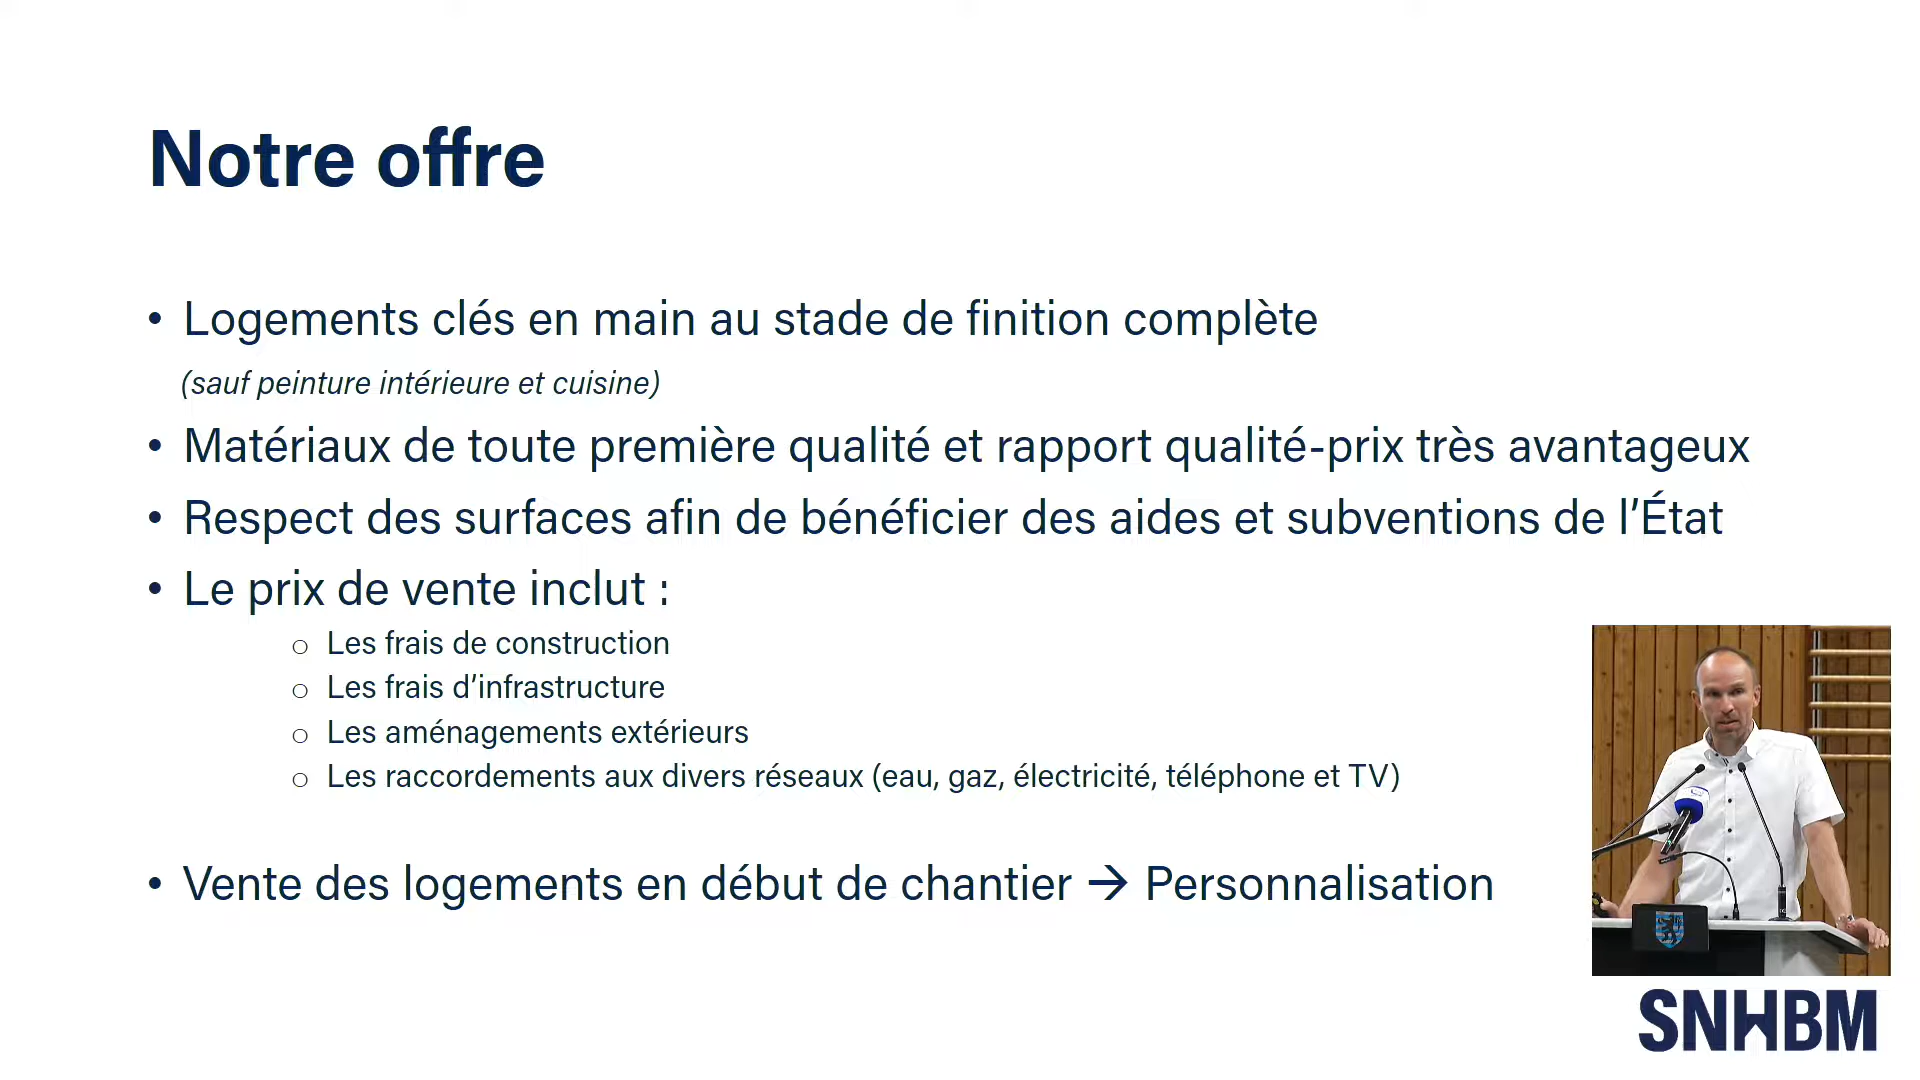 Notre offre
• Logements clés en main au stade de finition complète
(sauf peinture intérieure et cuisine)
• Matériaux de toute première qualité et rapport qualité-prix très avantageux
• Respect des surfaces afin de bénéficier des aides et subventions de l’État
• Le prix de vente inclut :
○ Les frais de construction
○ Les frais d’infrastructure
○ Les aménagements extérieurs
○ Les raccordements aux divers réseaux (eau, gaz, électricité, téléphone et TV)
• Vente des logements en début de chantier → Personnalisation
SNHBM